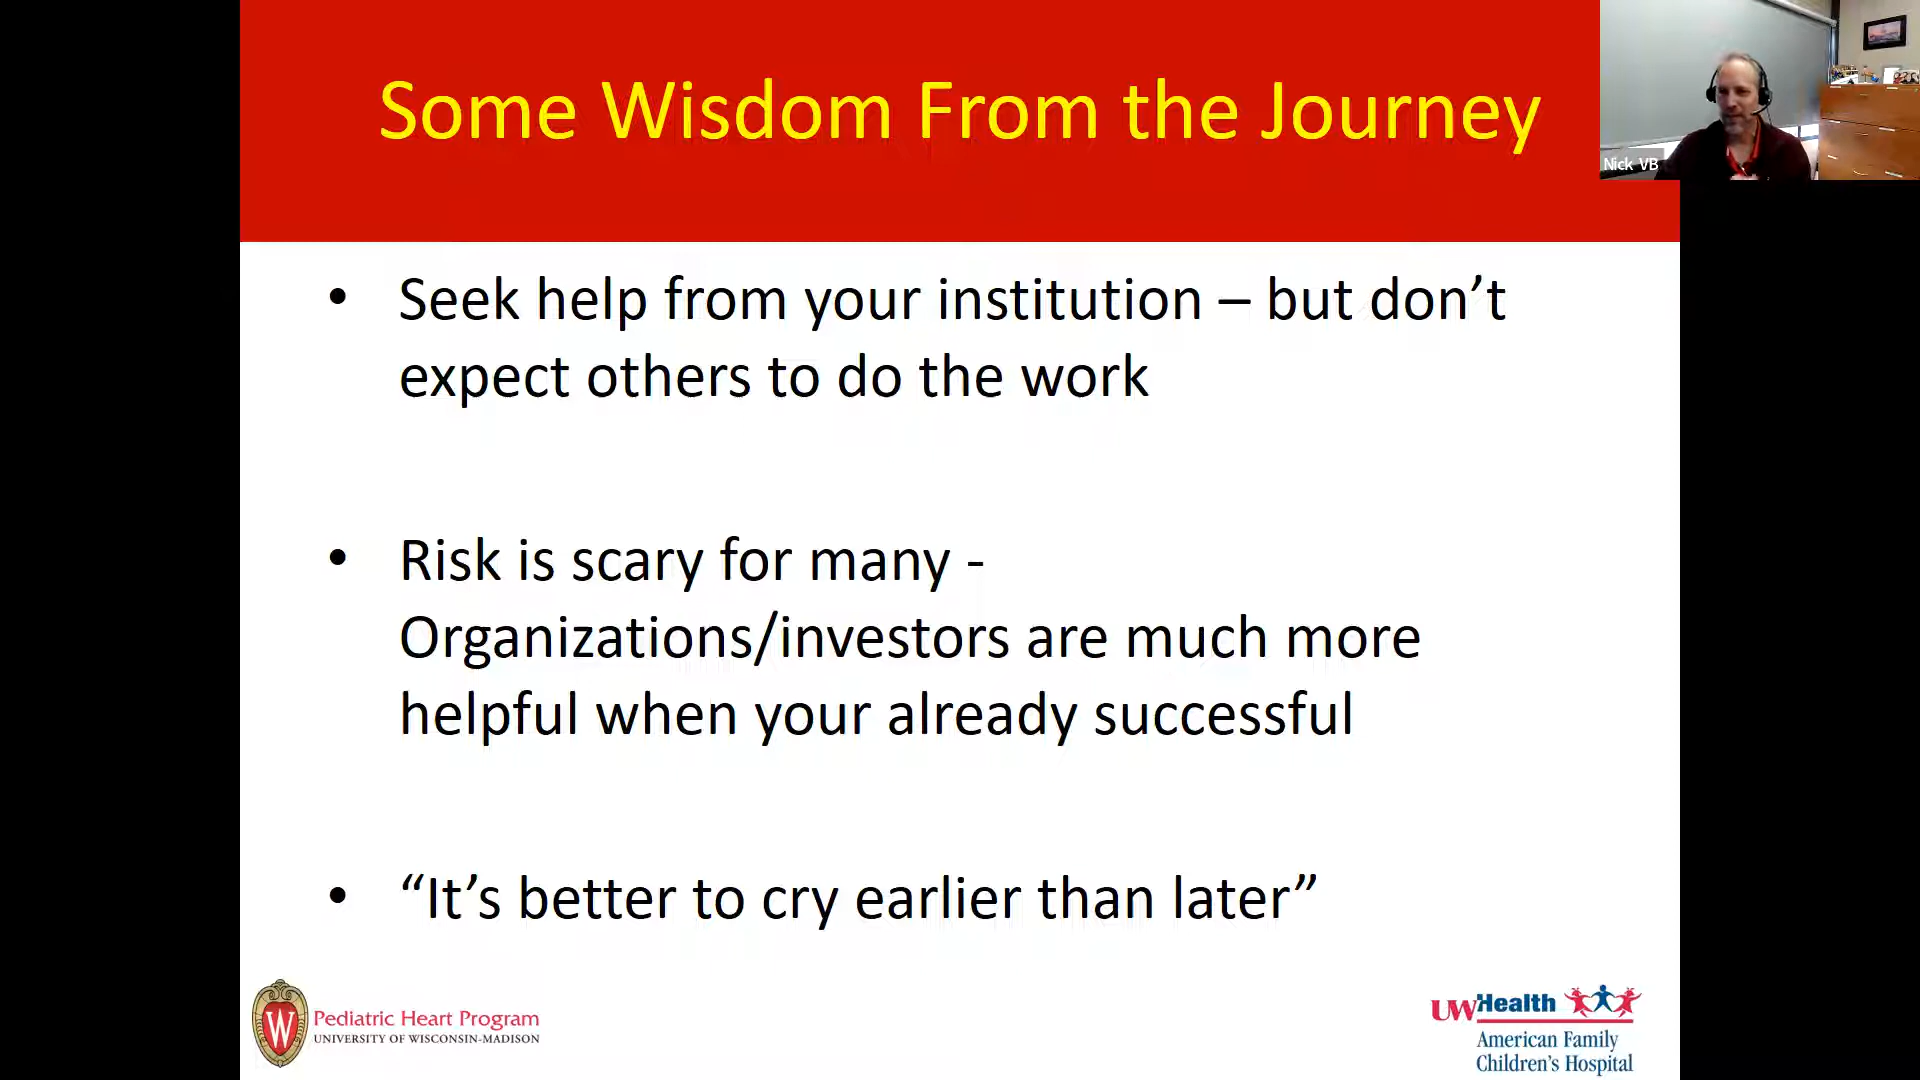 Some Wisdom From the Journey
Nick VB
• Seek help from your institution – but don’t
expect others to do the work
• Risk is scary for many -
Organizations/investors are much more
helpful when your already successful
• “It’s better to cry earlier than later”
W
Pediatric Heart Program
UNIVERSITY OF WISCONSIN-MADISON
UWHealth
American Family
Children’s Hospital